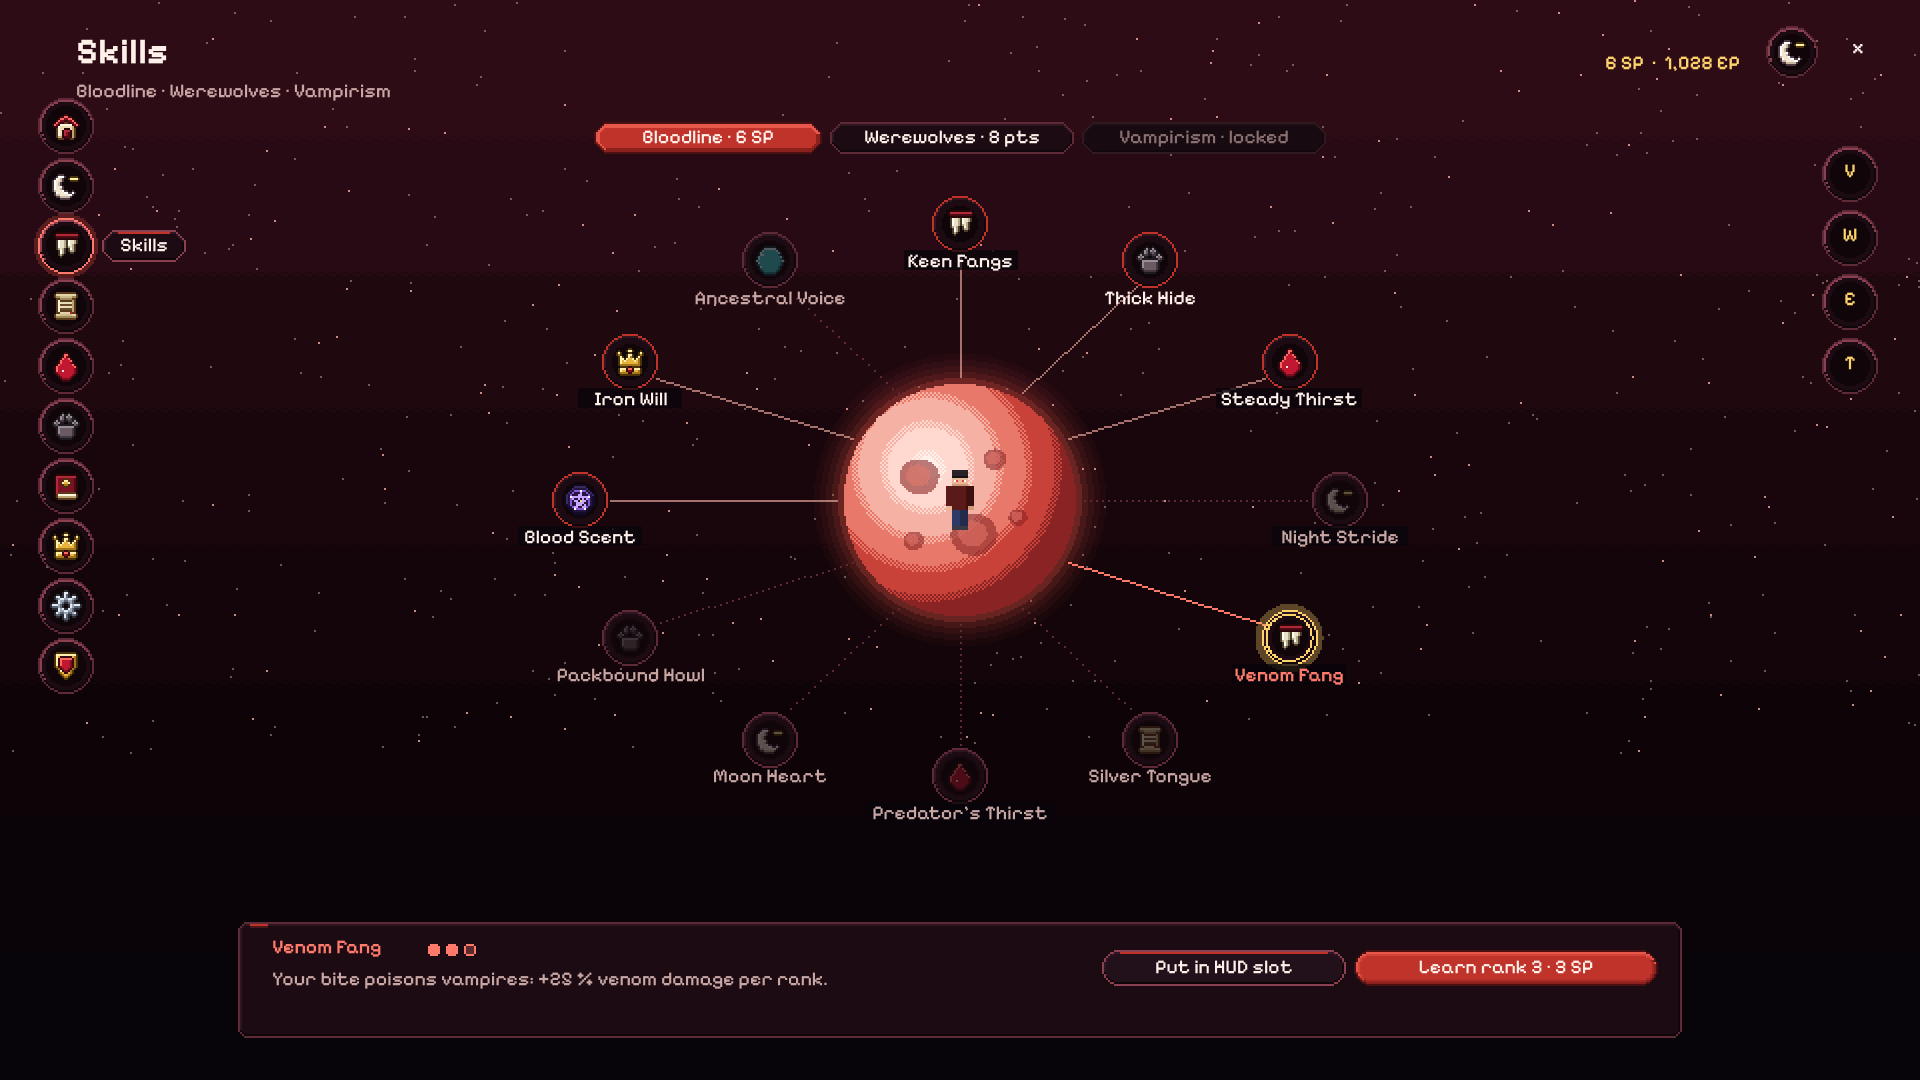 Skills
Bloodline · Werewolves · Vampirism
6 SP · 1,028 EP
×
Bloodline · 6 SP
Werewolves · 8 pts
Vampirism · locked
Skills
V
W
E
T
Keen Fangs
Ancestral Voice
Thick Hide
Iron Will
Steady Thirst
Blood Scent
Night Stride
Packbound Howl
Venom Fang
Moon Heart
Silver Tongue
Predator's Thirst
Venom Fang
Your bite poisons vampires: +25 % venom damage per rank.
Put in HUD slot
Learn rank 3 · 3 SP